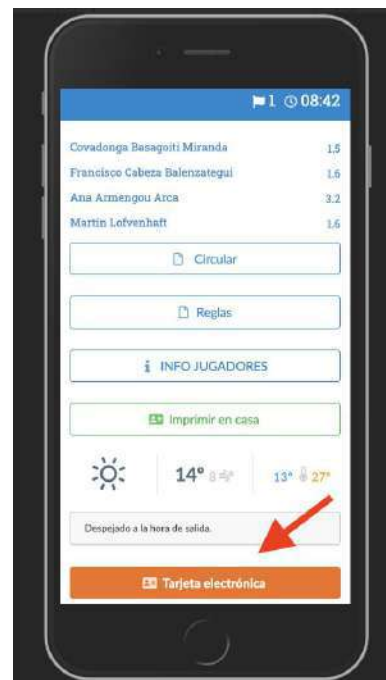 1 08:42
Covadonga Basagoiti Miranda 1.5
Francisco Cabeza Balenzategui 1.6
Ana Armengou Arca 3.2
Martin Lofvenhaft 1.6
Circular
Reglas
INFO JUGADORES
Imprimir en casa
14° 13° 27°
Despejado a la hora de salida.
Tarjeta electrónica